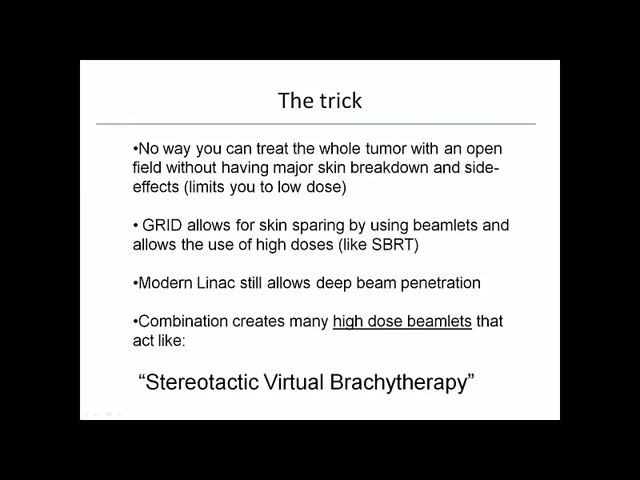 The trick
•No way you can treat the whole tumor with an open
field without having major skin breakdown and side-
effects (limits you to low dose)
• GRID allows for skin sparing by using beamlets and
allows the use of high doses (like SBRT)
•Modern Linac still allows deep beam penetration
•Combination creates many high dose beamlets that
act like:
“Stereotactic Virtual Brachytherapy”